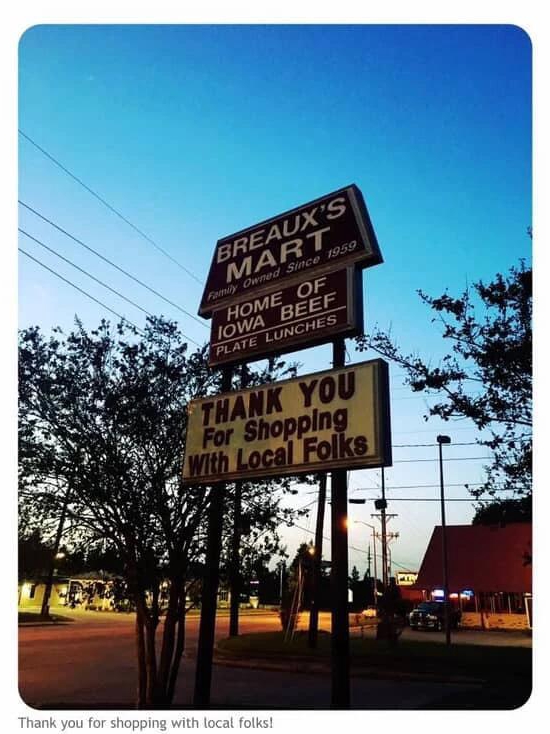 BREAUX'S
MART
Family Owned Since 1959
HOME OF
IOWA BEEF
PLATE LUNCHES
THANK YOU
For Shopping
With Local Folks
Thank you for shopping with local folks!